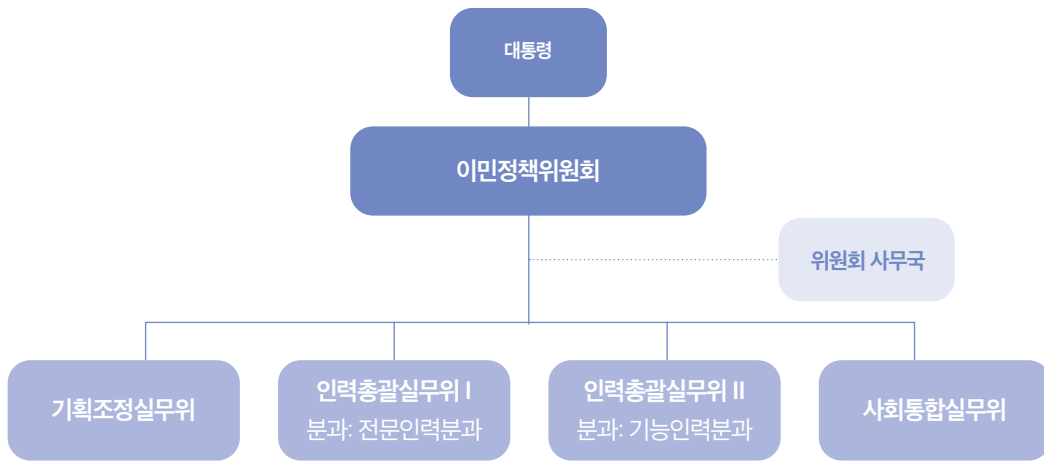 대통령
이민정책위원회
위원회 사무국
기획조정실무위
인력총괄실무위 I
분과: 전문인력분과
인력총괄실무위 II
분과: 기능인력분과
사회통합실무위